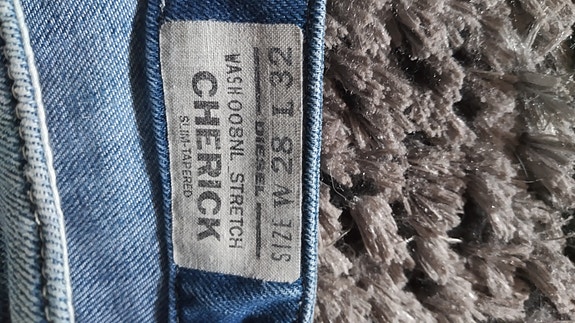 SIZE W 28 L 32
DIESEL
WASH 008NL STRETCH
CHERICK
SLIM-TAPERED